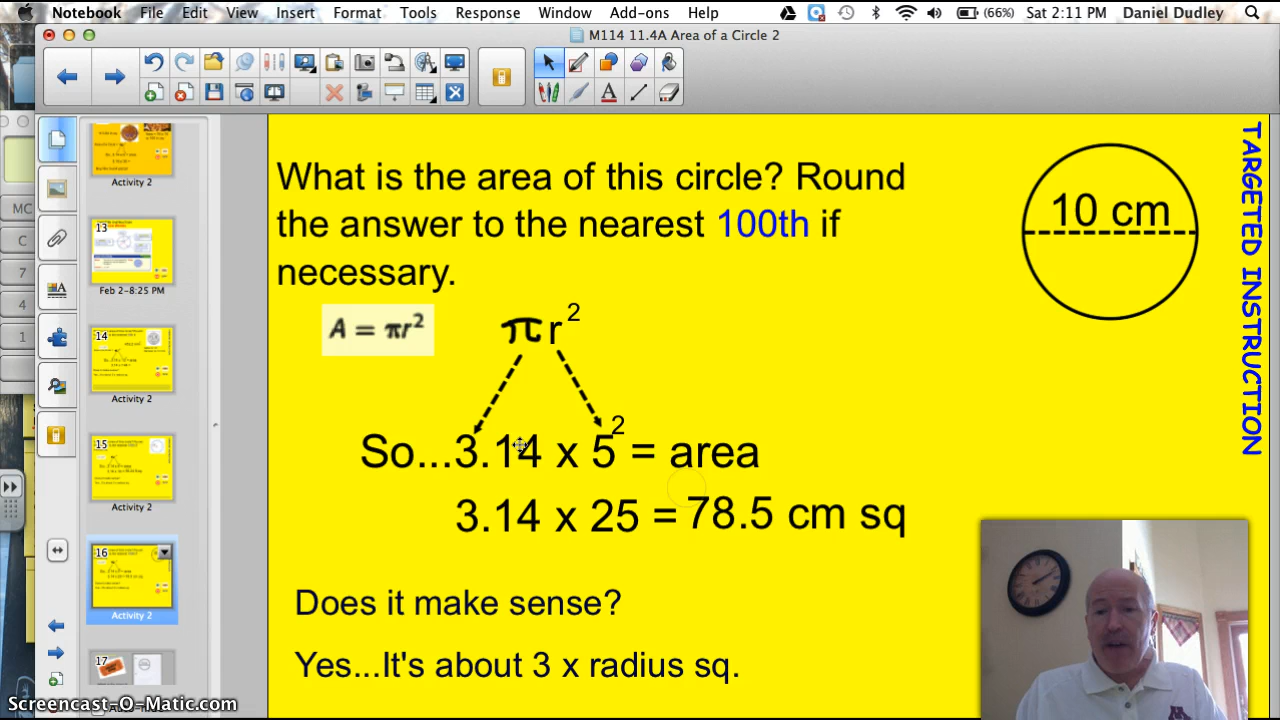 Notebook File Edit View Insert Format Tools Response Window Add-ons Help (66%) Sat 2:11 PM Daniel Dudley
M114 11.4A Area of a Circle 2
Activity 2
13
Feb 2-8:25 PM
14
Activity 2
15
Activity 2
16
Activity 2
17
MC
C
7
4
1
What is the area of this circle? Round
the answer to the nearest 100th if
necessary.
10 cm
TARGETED INSTRUCTION
A = πr²
πr²
So...3.14 x 5² = area
3.14 x 25 = 78.5 cm sq
Does it make sense?
Yes...It's about 3 x radius sq.
Screencast-O-Matic.com